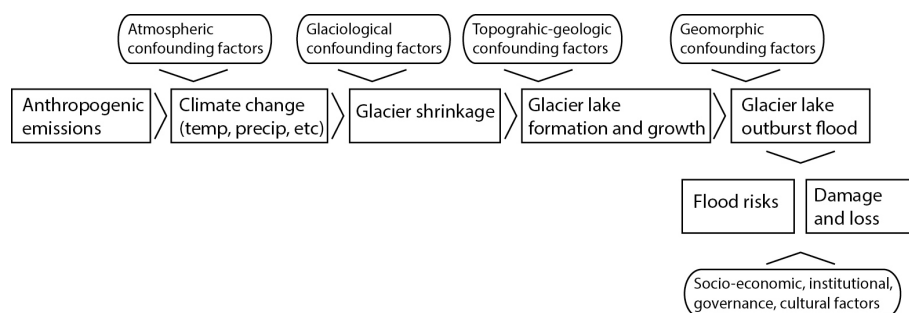 Atmospheric
confounding factors
Glaciological
confounding factors
Topograhic-geologic
confounding factors
Geomorphic
confounding factors
Anthropogenic
emissions
Climate change
(temp, precip, etc)
Glacier shrinkage
Glacier lake
formation and growth
Glacier lake
outburst flood
Flood risks
Damage
and loss
Socio-economic, institutional,
governance, cultural factors